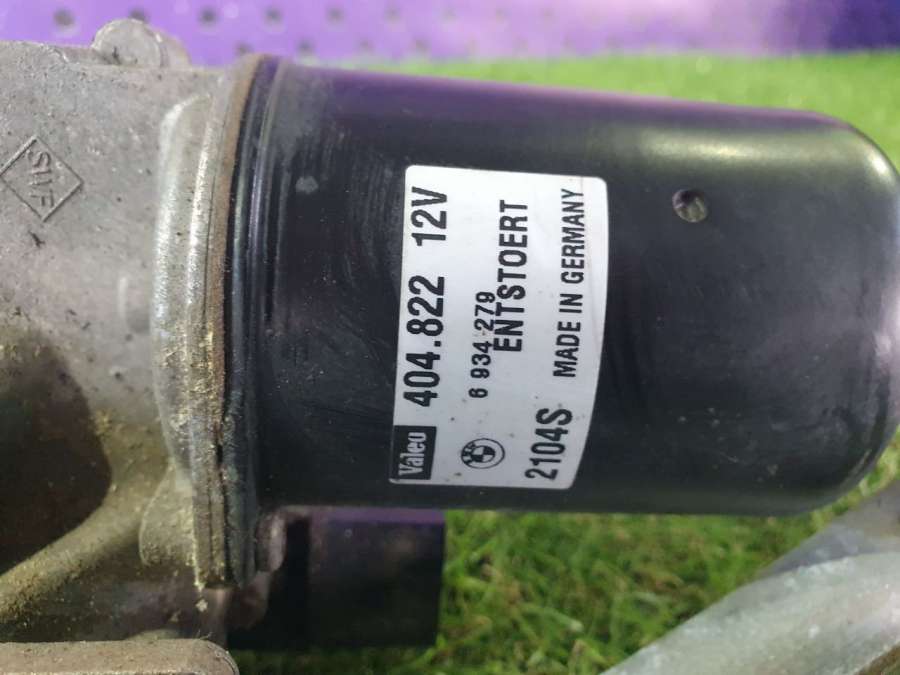 Valeo 404.822 12V
6 934 279
ENTSTOERT
2104S MADE IN GERMANY
SWF